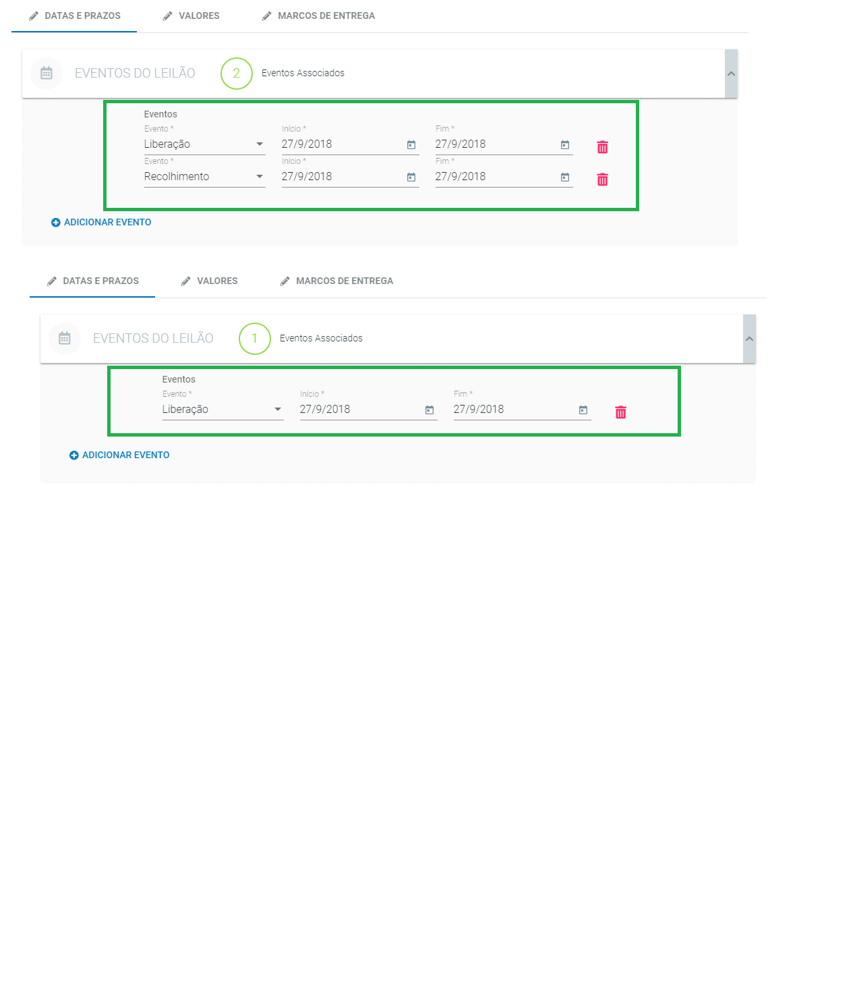 DATAS E PRAZOS VALORES MARCOS DE ENTREGA
EVENTOS DO LEILÃO 2 Eventos Associados
Eventos
Evento * Início * Fim *
Liberação 27/9/2018 27/9/2018
Evento * Início * Fim *
Recolhimento 27/9/2018 27/9/2018
ADICIONAR EVENTO
DATAS E PRAZOS VALORES MARCOS DE ENTREGA
EVENTOS DO LEILÃO 1 Eventos Associados
Eventos
Evento * Início * Fim *
Liberação 27/9/2018 27/9/2018
ADICIONAR EVENTO